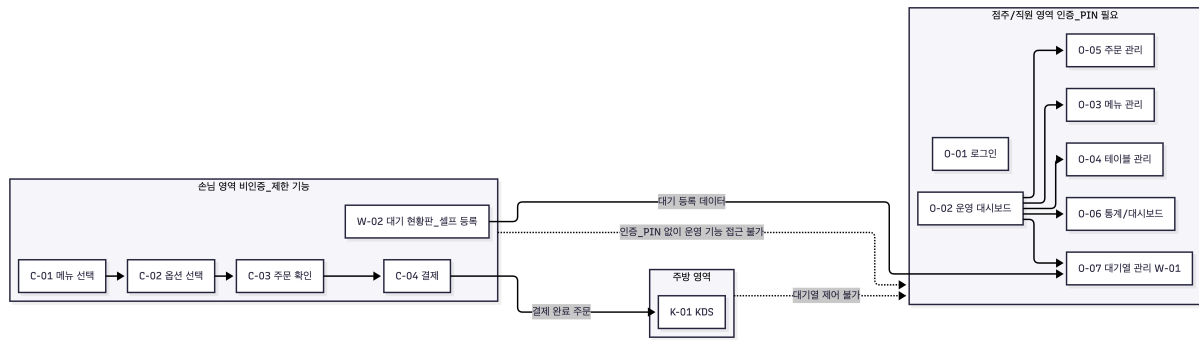 점주/직원 영역 인증_PIN 필요
O-05 주문 관리
O-03 메뉴 관리
O-01 로그인
O-04 테이블 관리
O-02 운영 대시보드
O-06 통계/대시보드
O-07 대기열 관리 W-01
손님 영역 비인증_제한 기능
W-02 대기 현황판_셀프 등록
C-01 메뉴 선택
C-02 옵션 선택
C-03 주문 확인
C-04 결제
대기 등록 데이터
인증_PIN 없이 운영 기능 접근 불가
주방 영역
K-01 KDS
대기열 제어 불가
결제 완료 주문